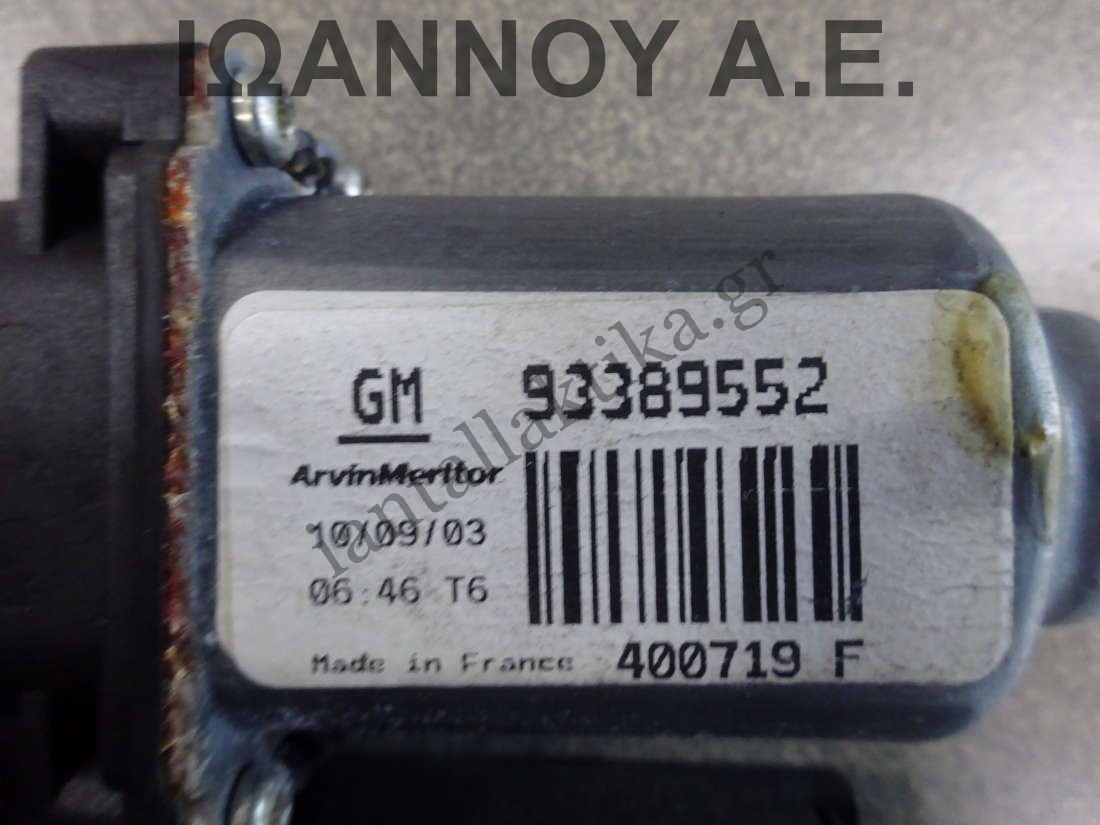 ΙΩΑΝΝΟΥ Α.Ε.
GM 93389552
ArvinMeritor
10/09/03
06:46 T6
Made in France 400719 F
iantallaktika.gr